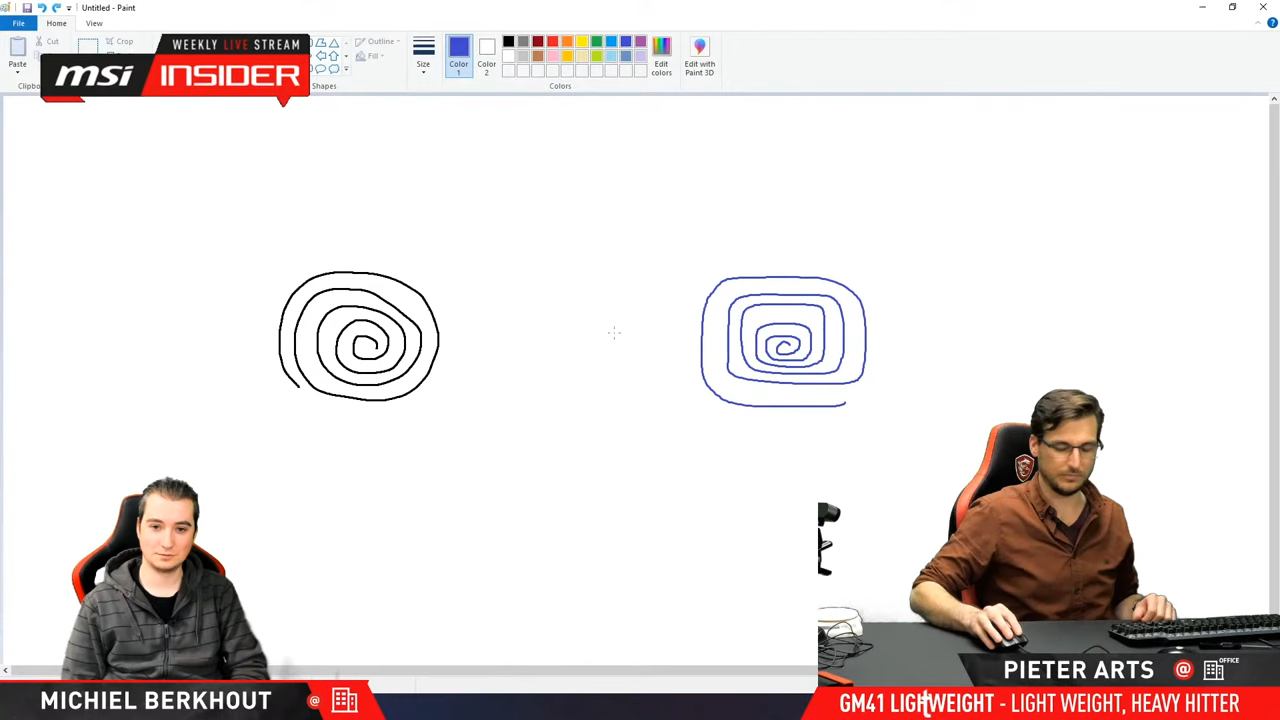 Untitled - Paint
File
Home
View
Cut
Crop
Paste
Outline
Fill
Size
Color 1
Color 2
Edit colors
Edit with Paint 3D
Shapes
Colors
WEEKLY LIVE STREAM
msi INSIDER
MICHIEL BERKHOUT @
PIETER ARTS @ OFFICE
GM41 LIGHTWEIGHT - LIGHT WEIGHT, HEAVY HITTER